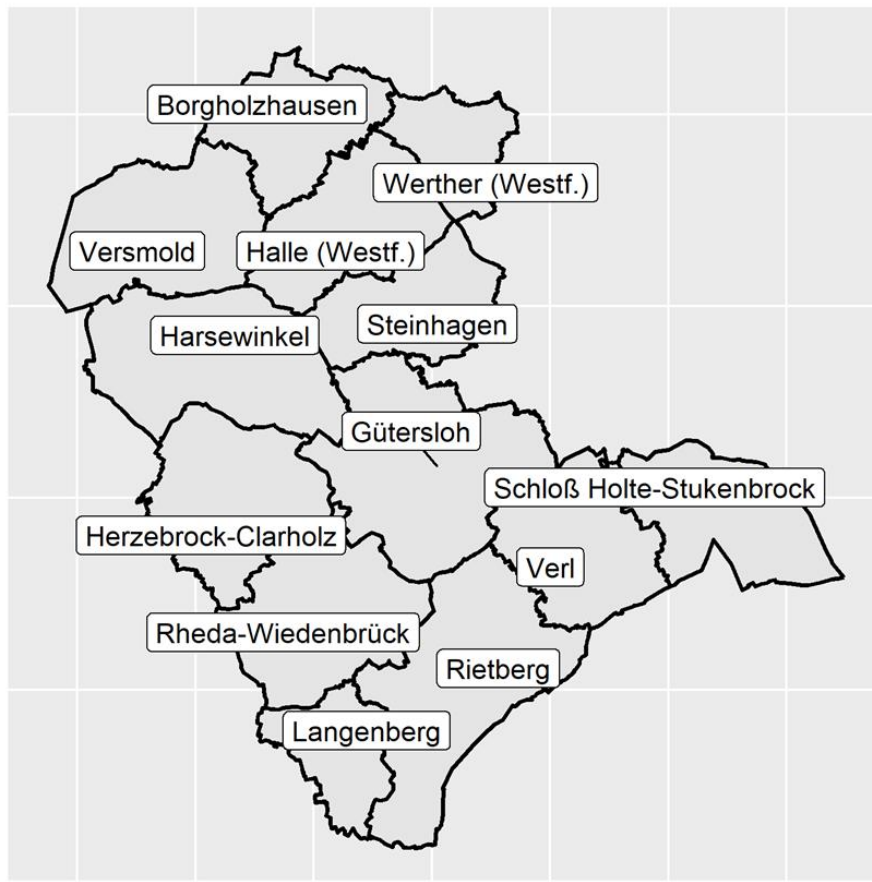 Borgholzhausen
Werther (Westf.)
Versmold
Halle (Westf.)
Harsewinkel
Steinhagen
Gütersloh
Schloß Holte-Stukenbrock
Herzebrock-Clarholz
Verl
Rheda-Wiedenbrück
Rietberg
Langenberg